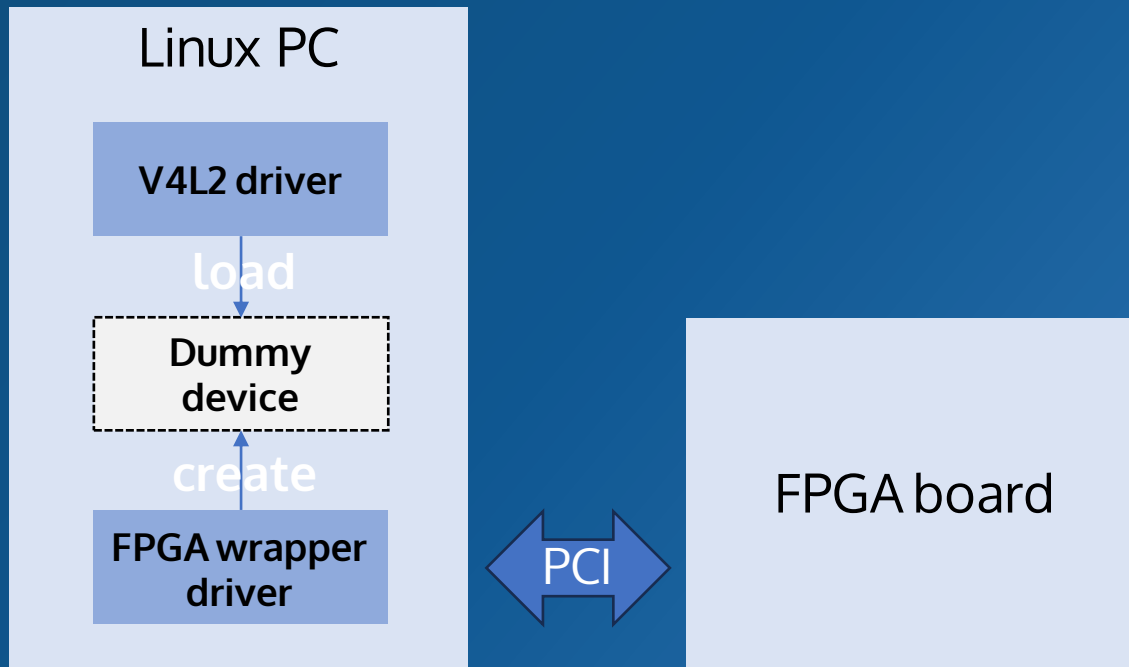 Linux PC
V4L2 driver
load
Dummy
device
create
FPGA wrapper
driver
PCI
FPGA board